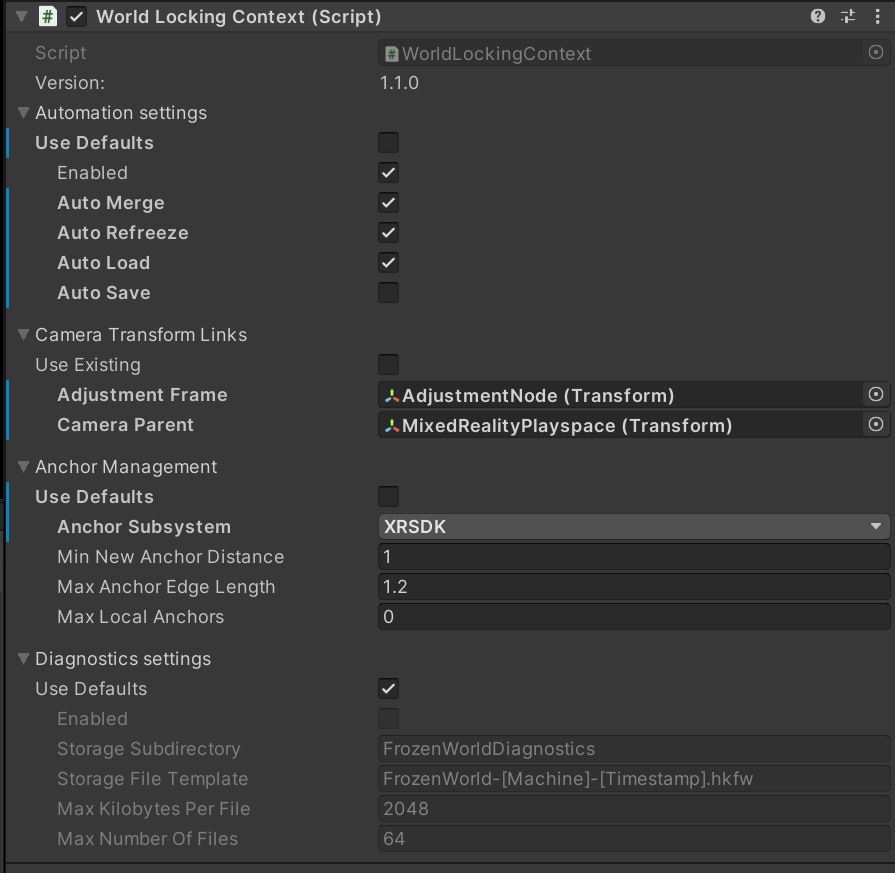 World Locking Context (Script)
Script WorldLockingContext
Version: 1.1.0
Automation settings
Use Defaults
Enabled
Auto Merge
Auto Refreeze
Auto Load
Auto Save
Camera Transform Links
Use Existing
Adjustment Frame AdjustmentNode (Transform)
Camera Parent MixedRealityPlayspace (Transform)
Anchor Management
Use Defaults
Anchor Subsystem XRSDK
Min New Anchor Distance 1
Max Anchor Edge Length 1.2
Max Local Anchors 0
Diagnostics settings
Use Defaults
Enabled
Storage Subdirectory FrozenWorldDiagnostics
Storage File Template FrozenWorld-[Machine]-[Timestamp].hkfw
Max Kilobytes Per File 2048
Max Number Of Files 64